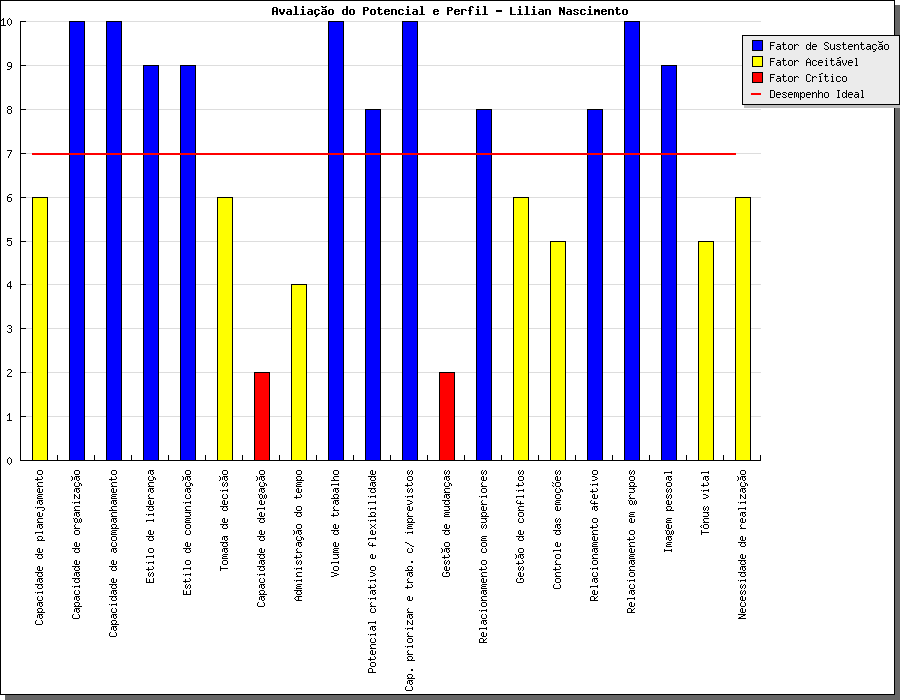 Avaliação do Potencial e Perfil - Lilian Nascimento
Fator de Sustentação
Fator Aceitável
Fator Crítico
Desempenho Ideal
10
9
8
7
6
5
4
3
2
1
0
Capacidade de planejamento
Capacidade de organização
Capacidade de acompanhamento
Estilo de liderança
Estilo de comunicação
Tomada de decisão
Capacidade de delegação
Administração do tempo
Volume de trabalho
Potencial criativo e flexibilidade
Cap. priorizar e trab. c/ imprevistos
Gestão de mudanças
Relacionamento com superiores
Gestão de conflitos
Controle das emoções
Relacionamento afetivo
Relacionamento em grupos
Imagem pessoal
Tônus vital
Necessidade de realização